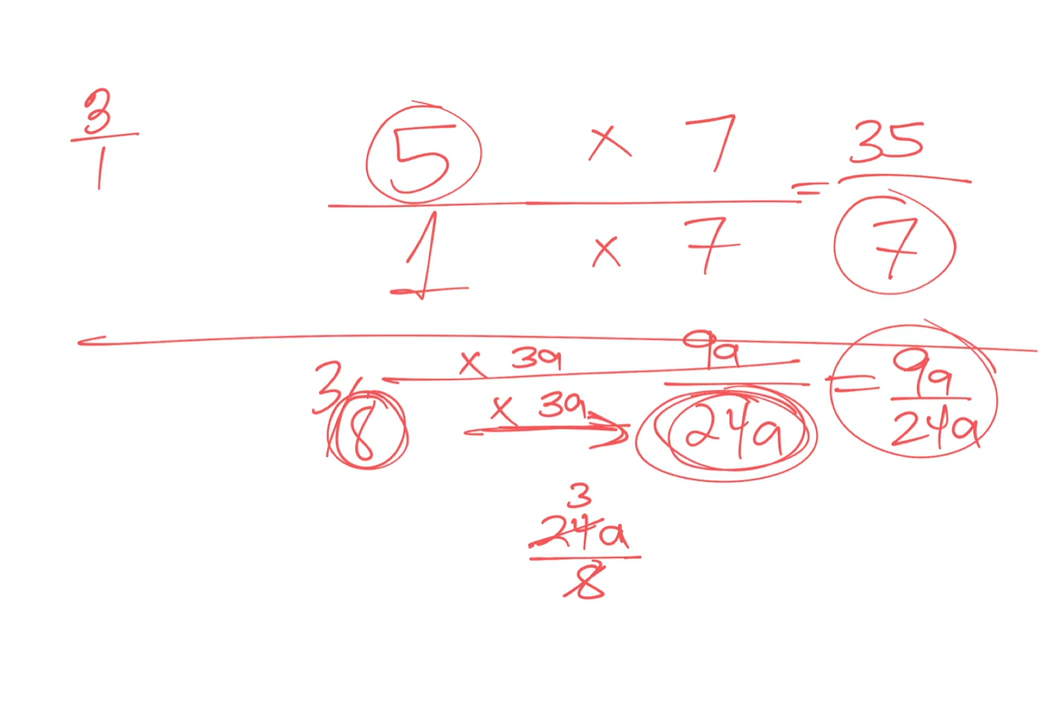 3
1
5 × 7 = 35
1 × 7 7
3/8 × 3a 9a = 9a
× 3a 24a 24a
3
24a
8